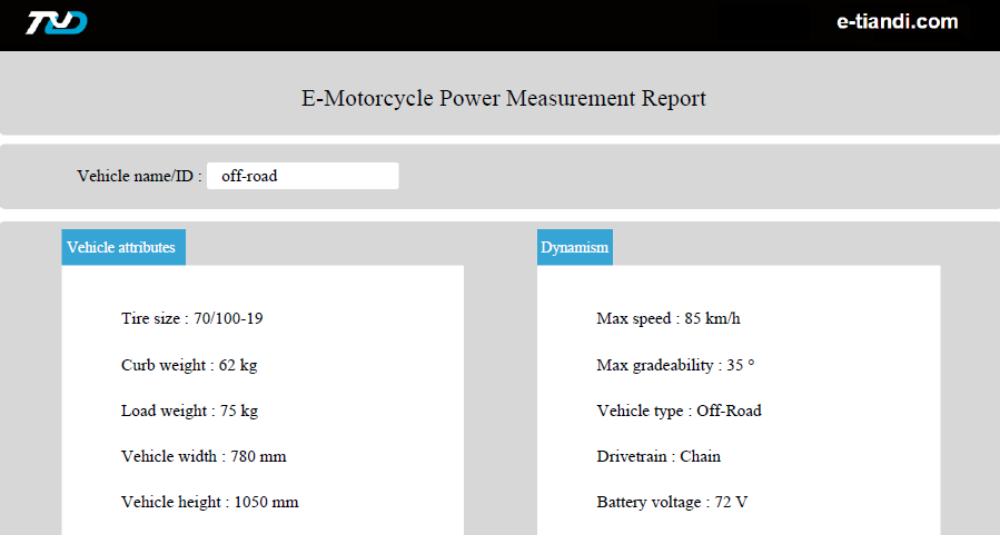 TUD
e-tiandi.com
E-Motorcycle Power Measurement Report
Vehicle name/ID : off-road
Vehicle attributes
Tire size : 70/100-19
Curb weight : 62 kg
Load weight : 75 kg
Vehicle width : 780 mm
Vehicle height : 1050 mm
Dynamism
Max speed : 85 km/h
Max gradeability : 35 °
Vehicle type : Off-Road
Drivetrain : Chain
Battery voltage : 72 V